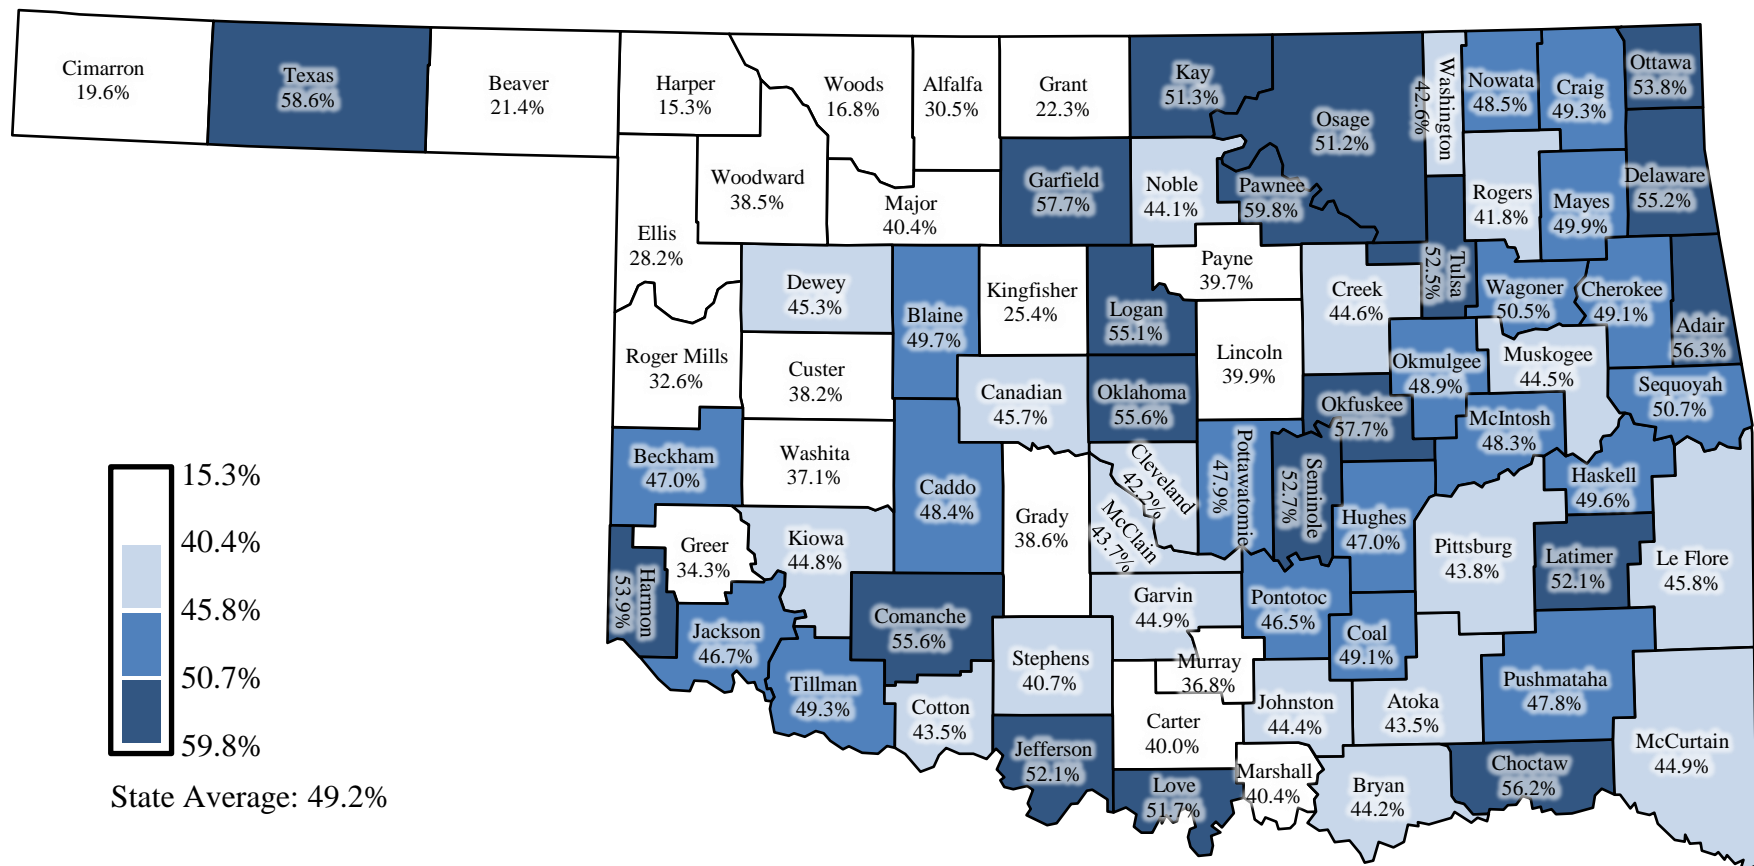 Cimarron
19.6%
Texas
58.6%
Beaver
21.4%
Harper
15.3%
Woods
16.8%
Alfalfa
30.5%
Grant
22.3%
Kay
51.3%
Osage
51.2%
Washington
42.6%
Nowata
48.5%
Craig
49.3%
Ottawa
53.8%
Woodward
38.5%
Major
40.4%
Garfield
57.7%
Noble
44.1%
Pawnee
59.8%
Rogers
41.8%
Mayes
49.9%
Delaware
55.2%
Ellis
28.2%
Dewey
45.3%
Blaine
49.7%
Kingfisher
25.4%
Logan
55.1%
Payne
39.7%
Creek
44.6%
Tulsa
52.5%
Wagoner
50.5%
Cherokee
49.1%
Adair
56.3%
Roger Mills
32.6%
Custer
38.2%
Canadian
45.7%
Oklahoma
55.6%
Lincoln
39.9%
Okmulgee
48.9%
Muskogee
44.5%
Sequoyah
50.7%
Beckham
47.0%
Washita
37.1%
Caddo
48.4%
Grady
38.6%
Cleveland
42.2%
McClain
43.7%
Pottawatomie
47.9%
Seminole
52.7%
Okfuskee
57.7%
McIntosh
48.3%
Haskell
49.6%
Hughes
47.0%
Pittsburg
43.8%
Latimer
52.1%
Le Flore
45.8%
Harmon
53.9%
Greer
34.3%
Kiowa
44.8%
Jackson
46.7%
Comanche
55.6%
Tillman
49.3%
Cotton
43.5%
Stephens
40.7%
Jefferson
52.1%
Garvin
44.9%
Murray
36.8%
Carter
40.0%
Love
51.7%
Pontotoc
46.5%
Coal
49.1%
Johnston
44.4%
Marshall
40.4%
Atoka
43.5%
Bryan
44.2%
Pushmataha
47.8%
Choctaw
56.2%
McCurtain
44.9%
15.3%
40.4%
45.8%
50.7%
59.8%
State Average: 49.2%